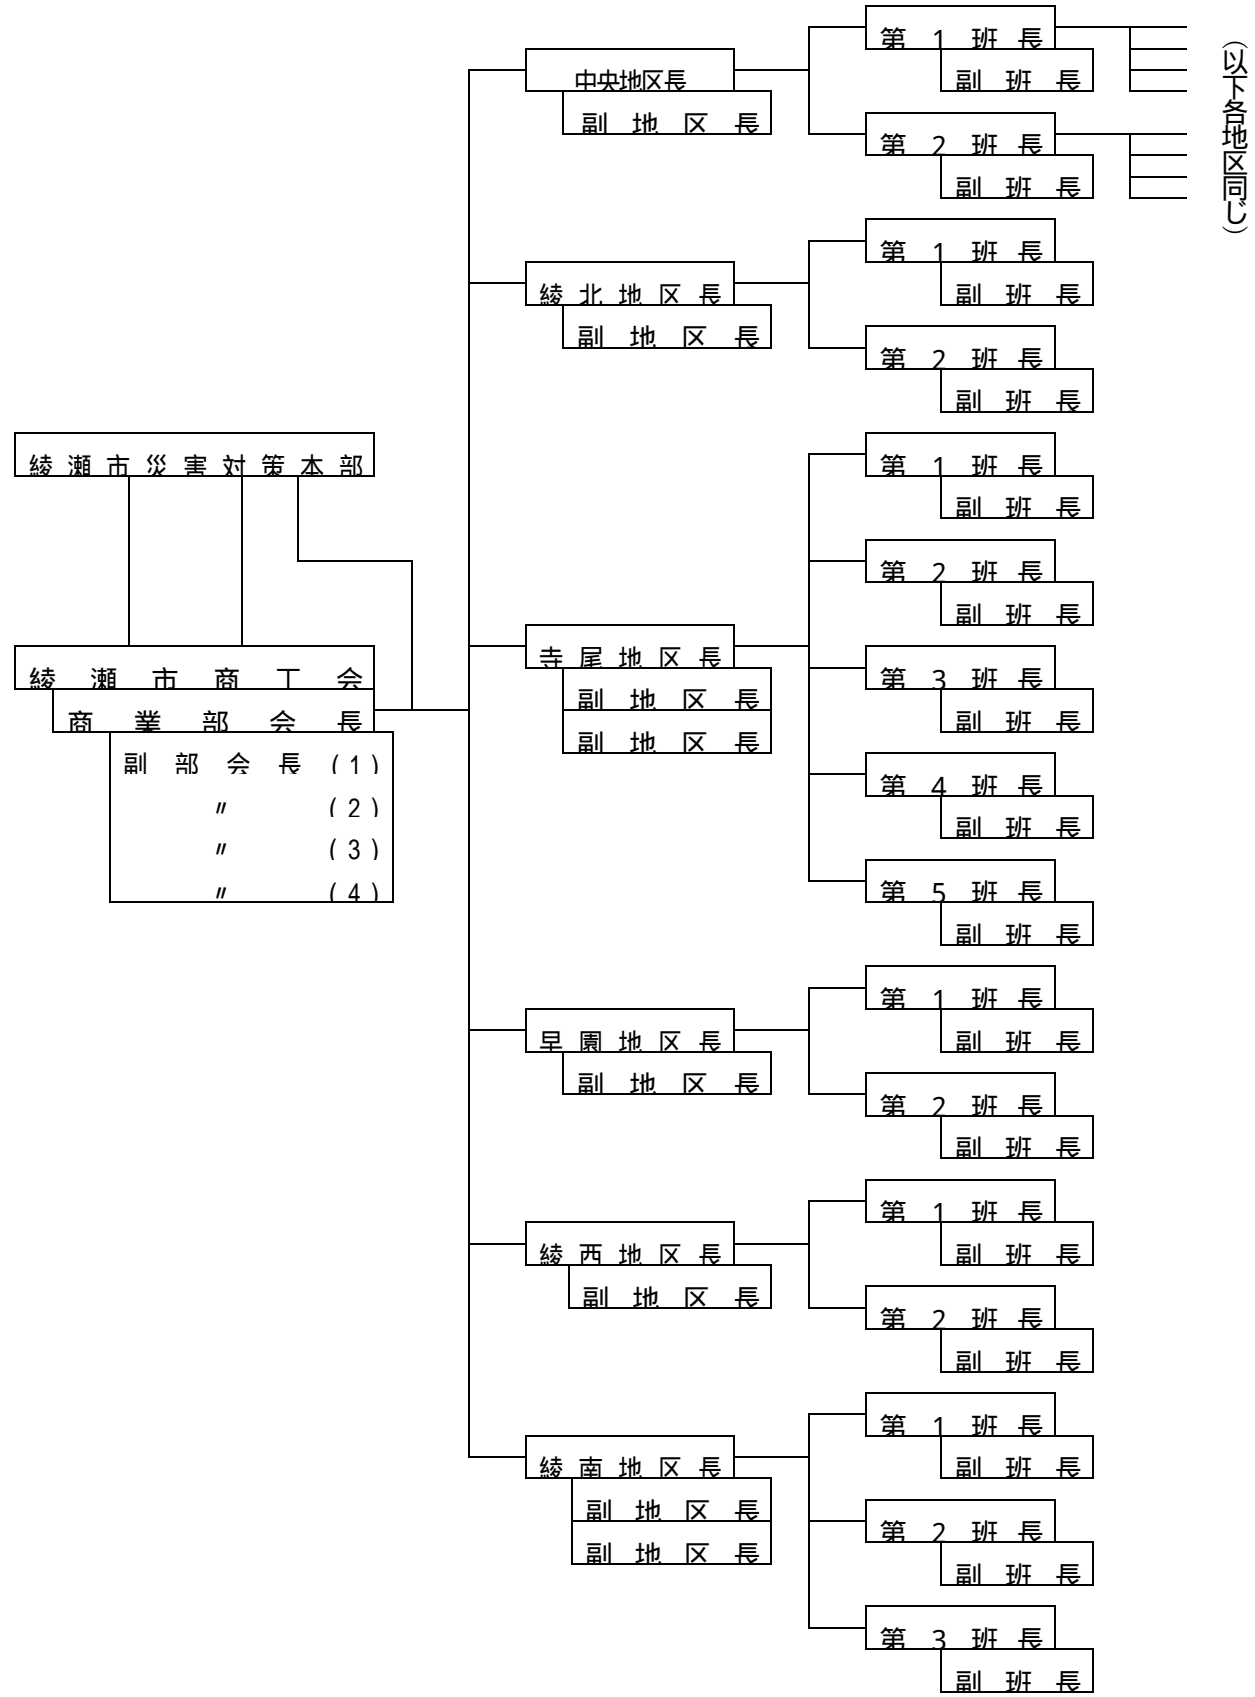 綾瀬市災害対策本部
綾瀬市商工会
商業部会長
副部会長(1)
〃(2)
〃(3)
〃(4)
中央地区長
副地区長
第1班長
副班長
第2班長
副班長
(以下各地区同じ)
綾北地区長
副地区長
第1班長
副班長
第2班長
副班長
寺尾地区長
副地区長
副地区長
第1班長
副班長
第2班長
副班長
第3班長
副班長
第4班長
副班長
第5班長
副班長
早園地区長
副地区長
第1班長
副班長
第2班長
副班長
綾西地区長
副地区長
第1班長
副班長
第2班長
副班長
綾南地区長
副地区長
副地区長
第1班長
副班長
第2班長
副班長
第3班長
副班長